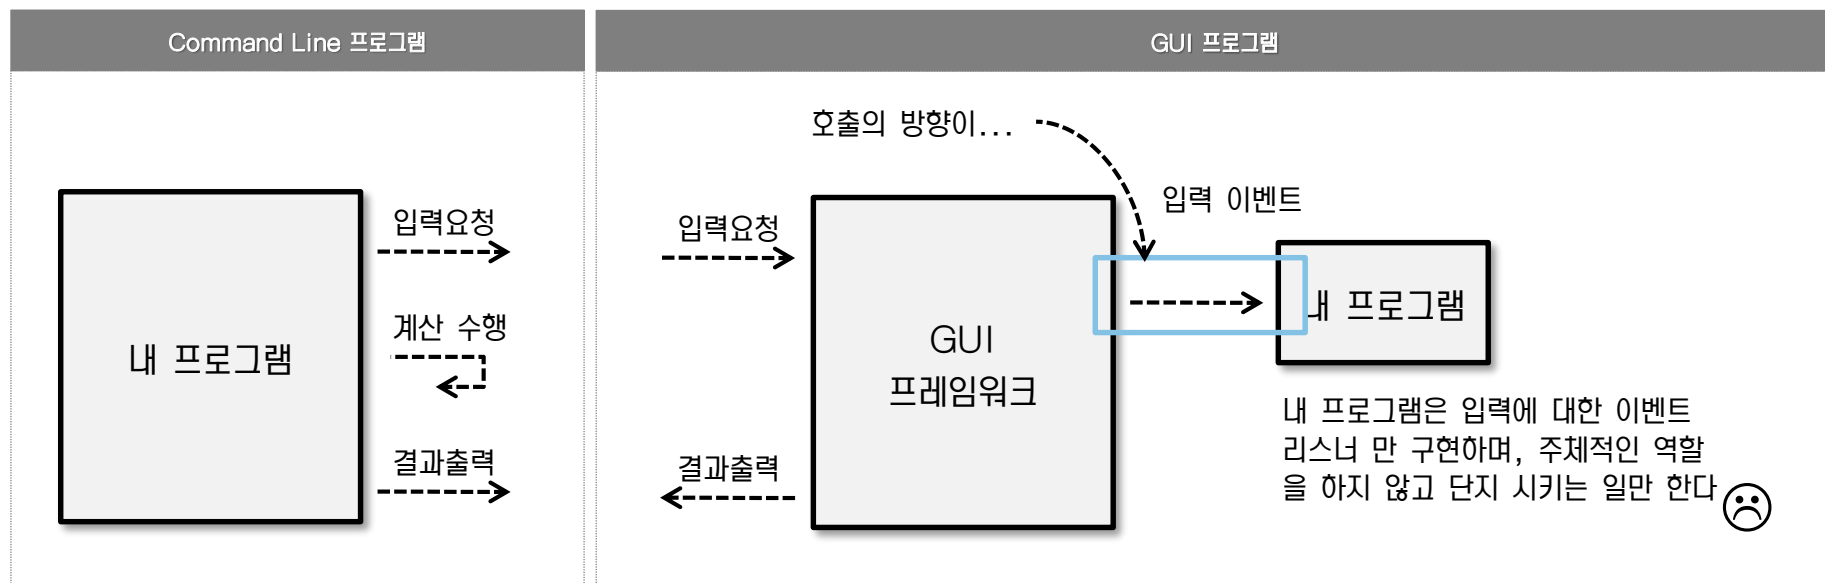 Command Line 프로그램
내 프로그램
입력요청
계산 수행
결과출력
GUI 프로그램
호출의 방향이...
입력요청
입력 이벤트
GUI
프레임워크
내 프로그램
결과출력
내 프로그램은 입력에 대한 이벤트
리스너 만 구현하며, 주체적인 역할
을 하지 않고 단지 시키는 일만 한다